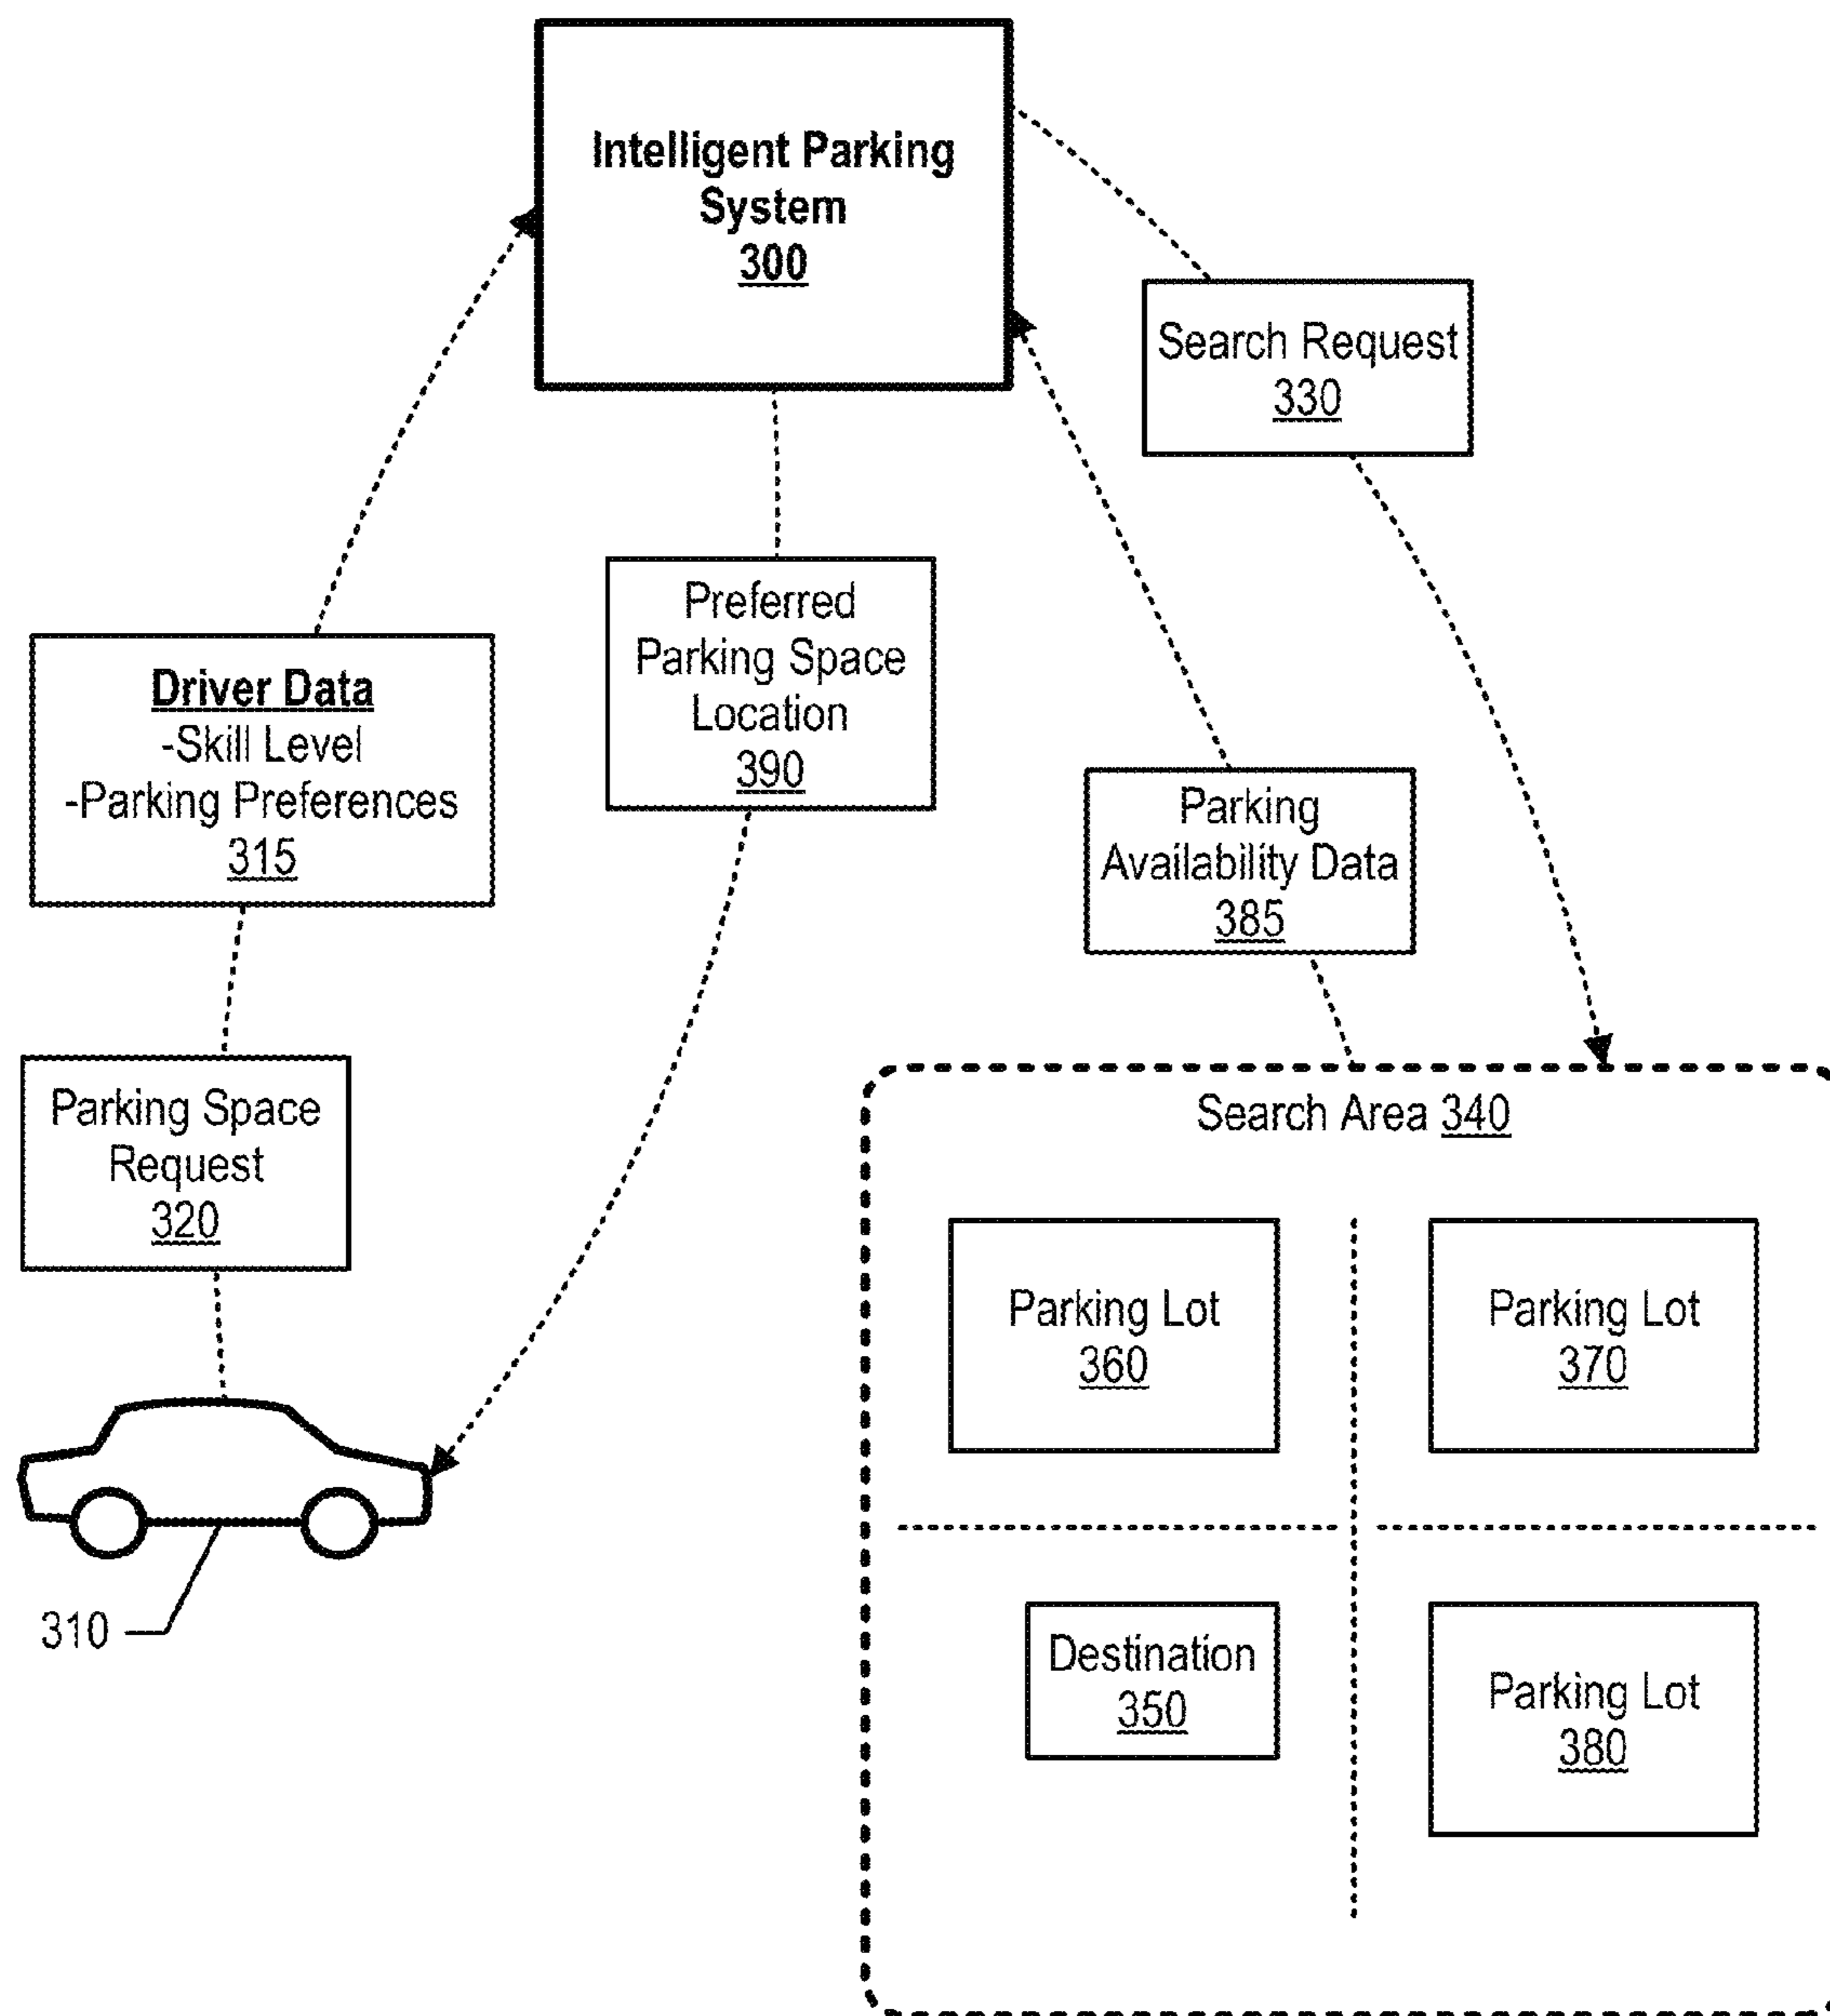 Intelligent Parking
System
300
Search Request
330
Preferred
Parking Space
Location
390
Driver Data
-Skill Level
-Parking Preferences
315
Parking
Availability Data
385
Parking Space
Request
320
310
Search Area 340
Parking Lot
360
Parking Lot
370
Destination
350
Parking Lot
380